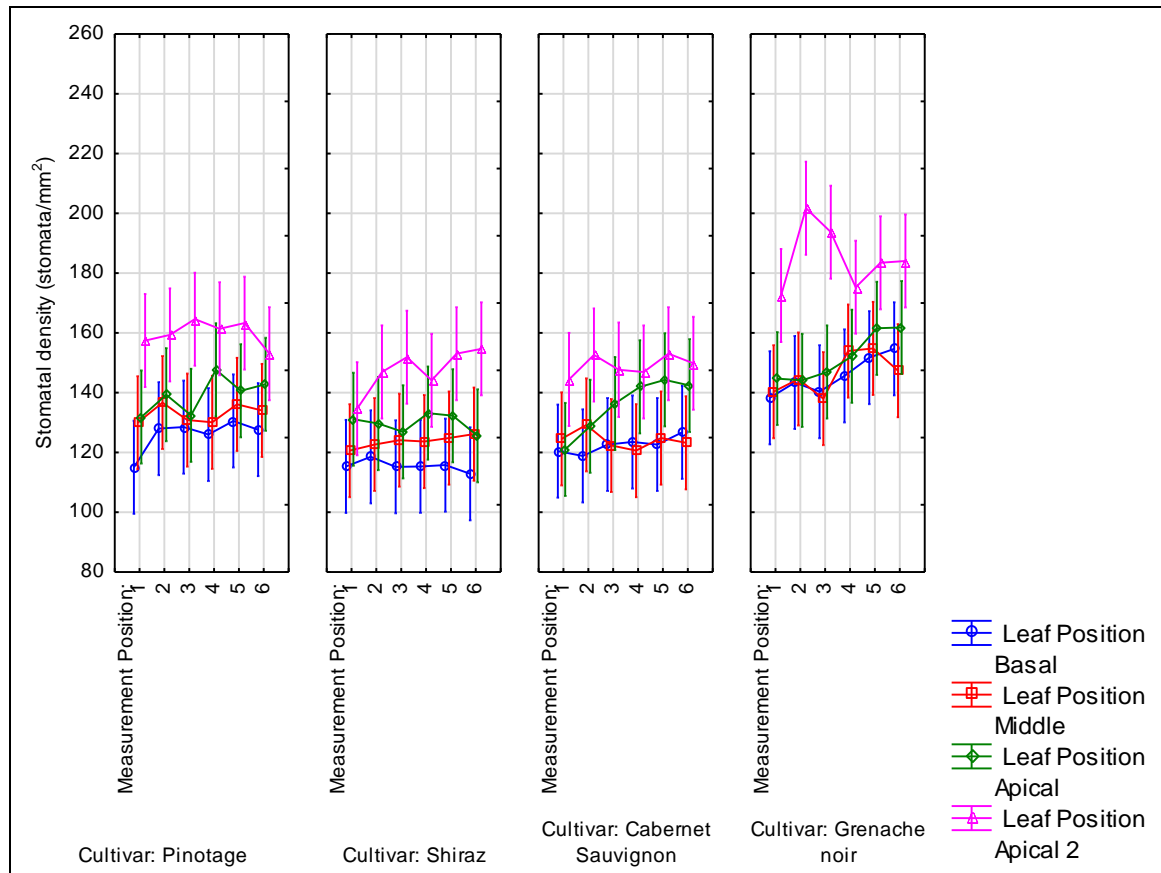 Stomatal density (stomata/mm²)
260
240
220
200
180
160
140
120
100
80
Measurement Position:
1
2
3
4
5
6
Cultivar: Pinotage
Measurement Position:
1
2
3
4
5
6
Cultivar: Shiraz
Measurement Position:
1
2
3
4
5
6
Cultivar: Cabernet
Sauvignon
Measurement Position:
1
2
3
4
5
6
Cultivar: Grenache
noir
Leaf Position
Basal
Leaf Position
Middle
Leaf Position
Apical
Leaf Position
Apical 2